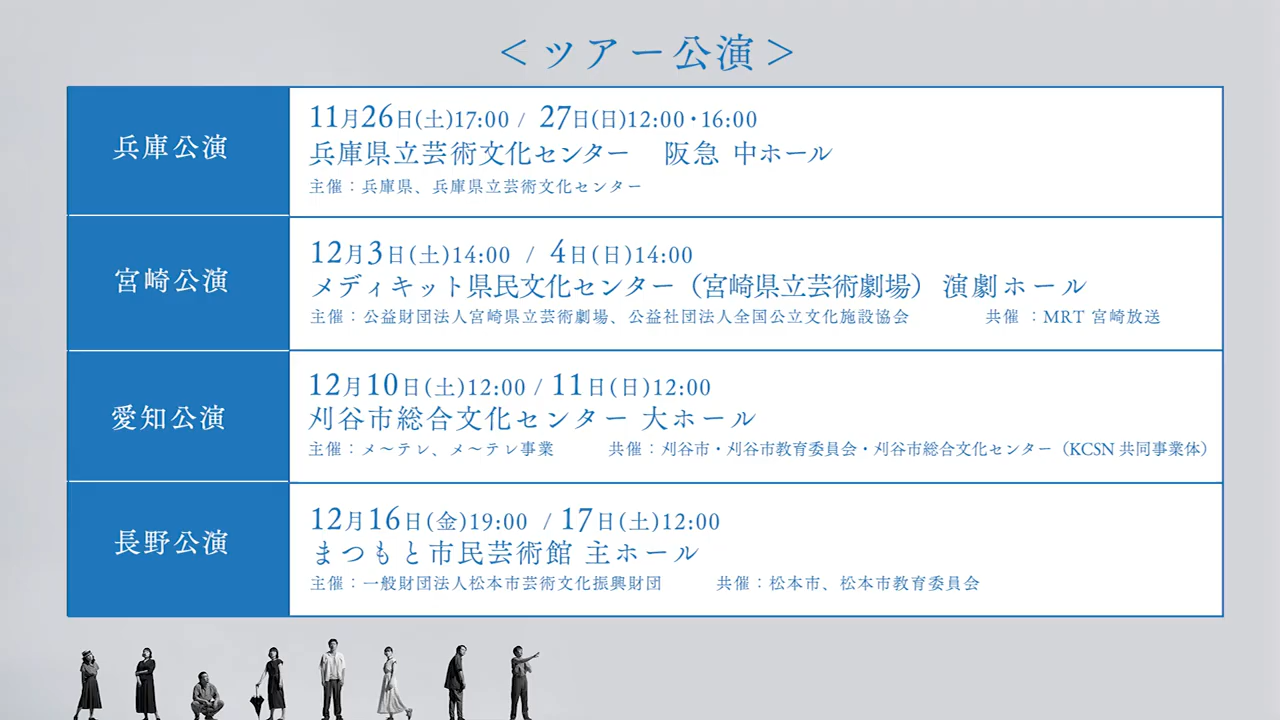 ＜ツアー公演＞
兵庫公演
11月26日(土)17:00 / 27日(日)12:00・16:00
兵庫県立芸術文化センター 阪急 中ホール
主催：兵庫県、兵庫県立芸術文化センター
宮崎公演
12月3日(土)14:00 / 4日(日)14:00
メディキット県民文化センター（宮崎県立芸術劇場） 演劇ホール
主催：公益財団法人宮崎県立芸術劇場、公益社団法人全国公立文化施設協会 共催：MRT 宮崎放送
愛知公演
12月10日(土)12:00 / 11日(日)12:00
刈谷市総合文化センター 大ホール
主催：メ～テレ、メ～テレ事業 共催：刈谷市・刈谷市教育委員会・刈谷市総合文化センター（KCSN 共同事業体）
長野公演
12月16日(金)19:00 / 17日(土)12:00
まつもと市民芸術館 主ホール
主催：一般財団法人松本市芸術文化振興財団 共催：松本市、松本市教育委員会